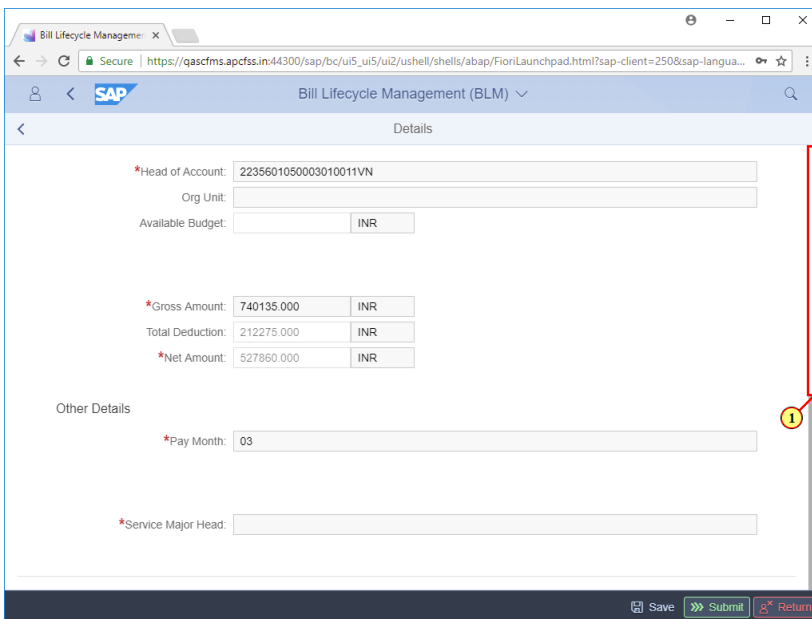 Bill Lifecycle Managemen
Secure | https://qascfms.apcfss.in:44300/sap/bc/ui5_ui5/ui2/ushell/shells/abap/FioriLaunchpad.html?sap-client=250&sap-langua...
SAP Bill Lifecycle Management (BLM)
Details
*Head of Account: 2235601050003010011VN
Org Unit:
Available Budget: INR
*Gross Amount: 740135.000 INR
Total Deduction: 212275.000 INR
*Net Amount: 527860.000 INR
Other Details
1
*Pay Month: 03
*Service Major Head:
Save Submit Return